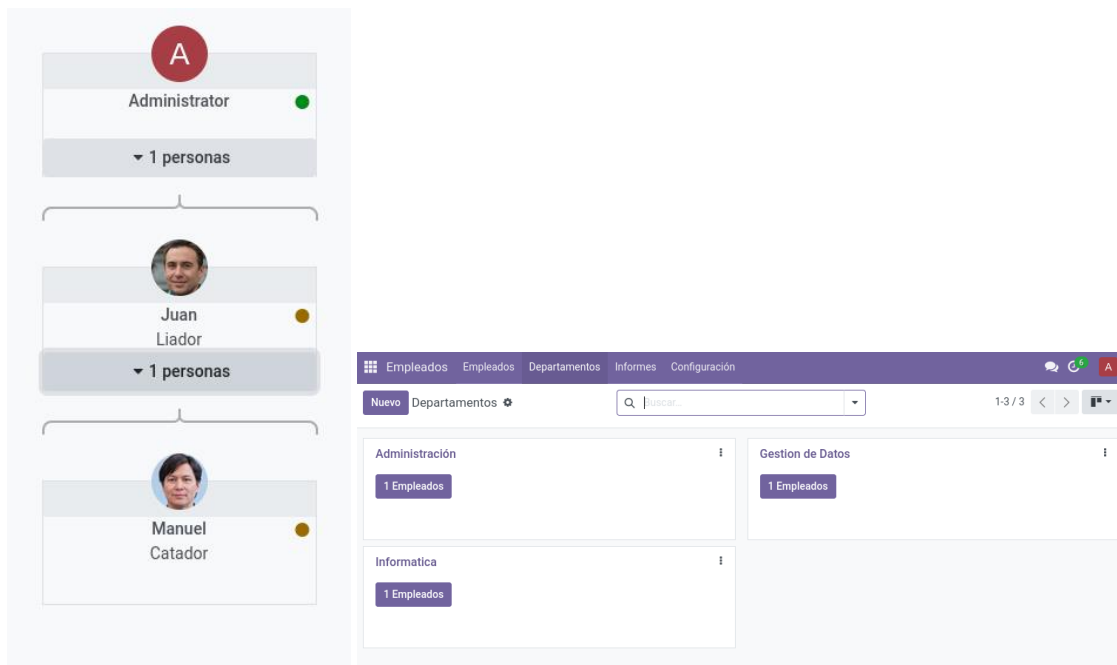 A
Administrator
1 personas
Juan
Liador
1 personas
Manuel
Catador
Empleados Empleados Departamentos Informes Configuración 6 A
Nuevo Departamentos Buscar... 1-3 / 3
Administración
1 Empleados
Gestion de Datos
1 Empleados
Informatica
1 Empleados